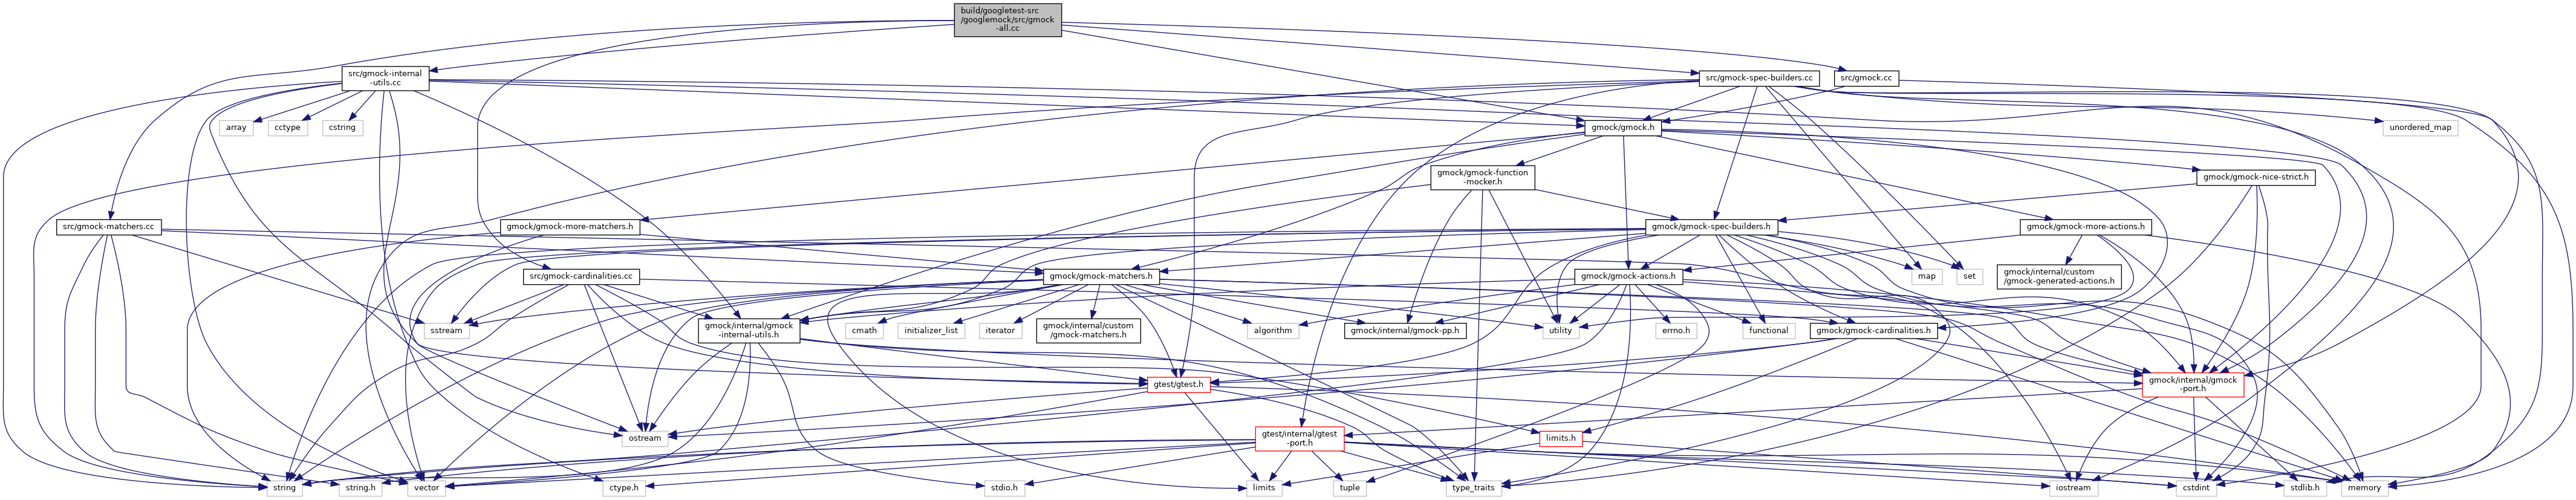 build/googletest-src
/googlemock/src/gmock
-all.cc
src/gmock-internal
-utils.cc
src/gmock-spec-builders.cc
src/gmock.cc
array
cctype
cstring
gmock/gmock.h
unordered_map
gmock/gmock-function
-mocker.h
gmock/gmock-nice-strict.h
src/gmock-matchers.cc
gmock/gmock-more-matchers.h
gmock/gmock-spec-builders.h
gmock/gmock-more-actions.h
src/gmock-cardinalities.cc
gmock/gmock-matchers.h
gmock/gmock-actions.h
map
set
gmock/internal/custom
/gmock-generated-actions.h
sstream
gmock/internal/gmock
-internal-utils.h
cmath
initializer_list
iterator
gmock/internal/custom
/gmock-matchers.h
algorithm
gmock/internal/gmock-pp.h
utility
errno.h
functional
gmock/gmock-cardinalities.h
gtest/gtest.h
gmock/internal/gmock
-port.h
ostream
gtest/internal/gtest
-port.h
limits.h
string
string.h
vector
ctype.h
stdio.h
limits
tuple
type_traits
iostream
cstdint
stdlib.h
memory